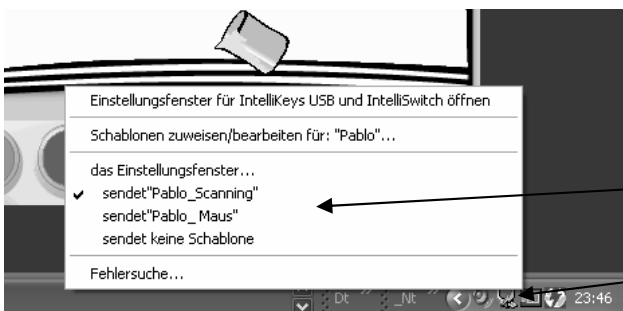 Einstellungsfenster für IntelliKeys USB und IntelliSwitch öffnen
Schablonen zuweisen/bearbeiten für: "Pablo"...
das Einstellungsfenster...
sendet"Pablo_Scanning"
sendet"Pablo_ Maus"
sendet keine Schablone
Fehlersuche...
Dt » _Nt » 23:46